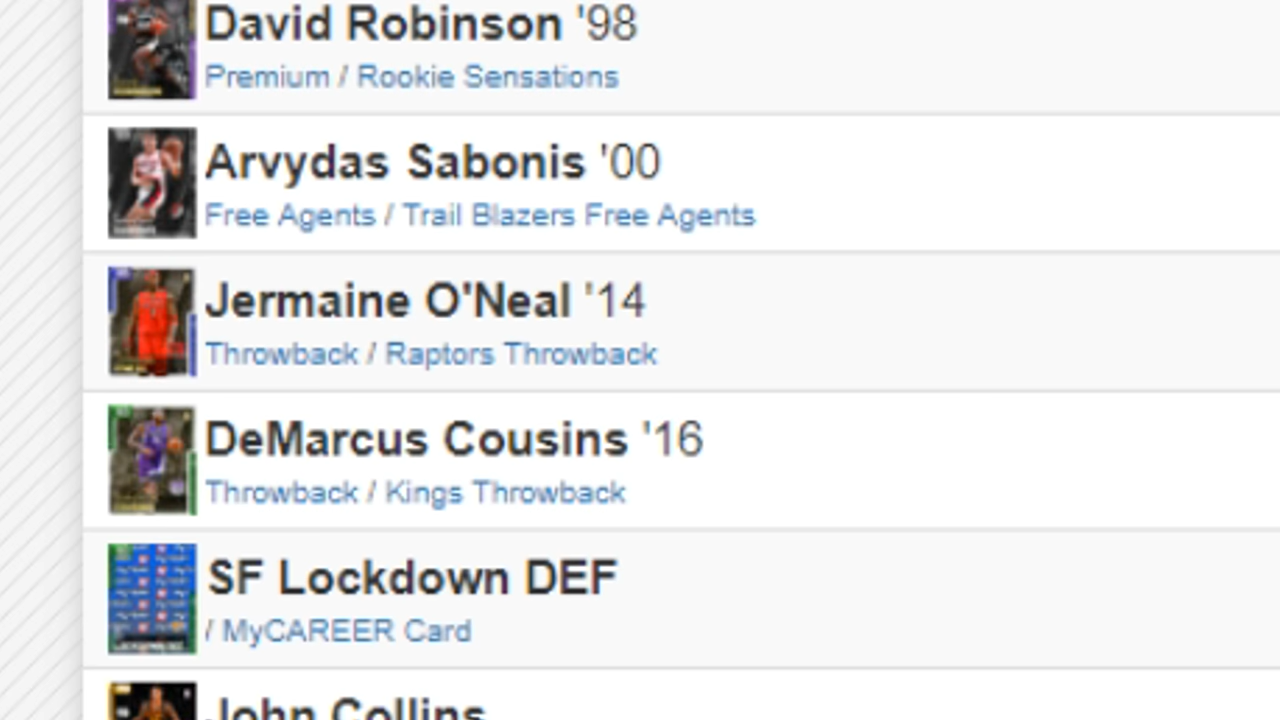 David Robinson '98
Premium / Rookie Sensations
Arvydas Sabonis '00
Free Agents / Trail Blazers Free Agents
Jermaine O'Neal '14
Throwback / Raptors Throwback
DeMarcus Cousins '16
Throwback / Kings Throwback
SF Lockdown DEF
/ MyCAREER Card
John Collins